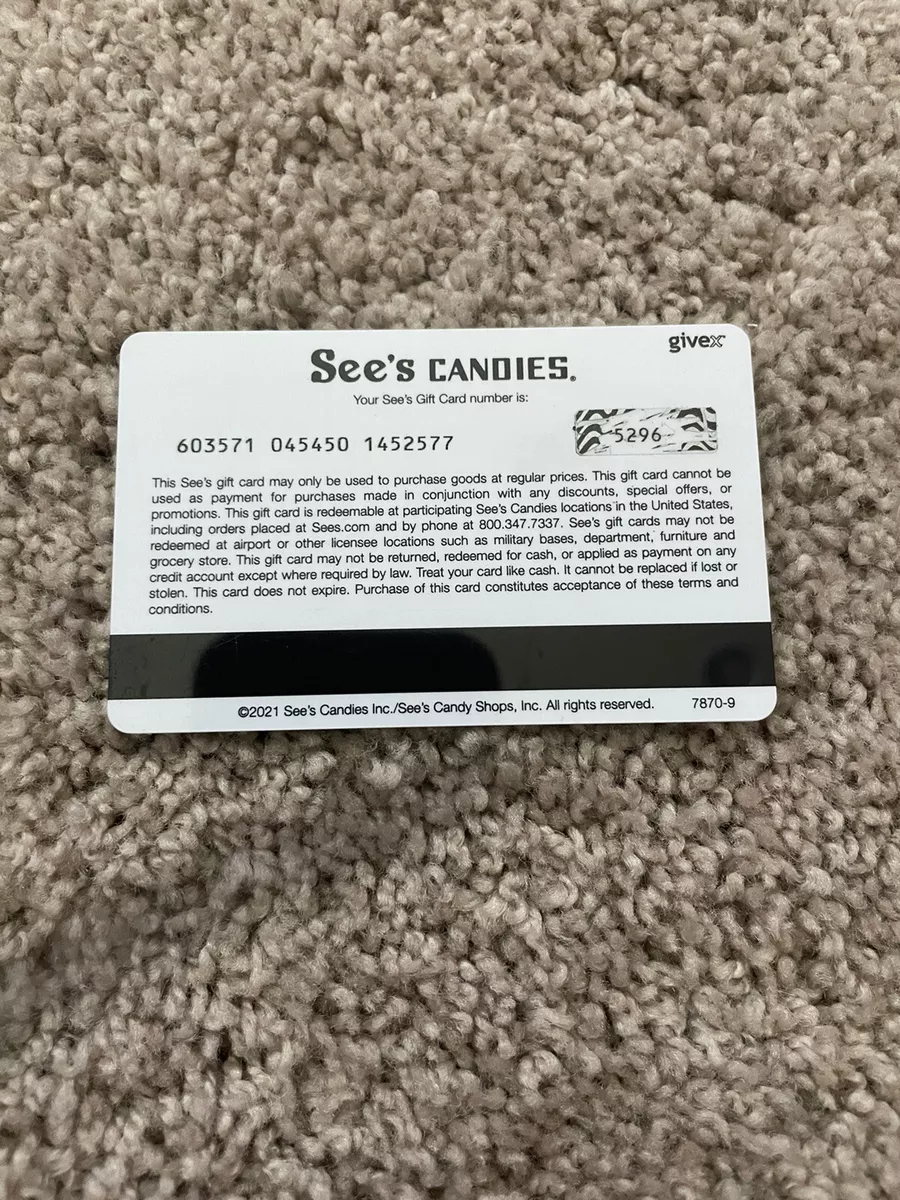 givex
See's CANDIES®
Your See's Gift Card number is:
603571 045450 1452577
5296
This See's gift card may only be used to purchase goods at regular prices. This gift card cannot be
used as payment for purchases made in conjunction with any discounts, special offers, or
promotions. This gift card is redeemable at participating See's Candies locations in the United States,
including orders placed at Sees.com and by phone at 800.347.7337. See's gift cards may not be
redeemed at airport or other licensee locations such as military bases, department, furniture and
grocery store. This gift card may not be returned, redeemed for cash, or applied as payment on any
credit account except where required by law. Treat your card like cash. It cannot be replaced if lost or
stolen. This card does not expire. Purchase of this card constitutes acceptance of these terms and
conditions.
©2021 See's Candies Inc./See's Candy Shops, Inc. All rights reserved.
7870-9